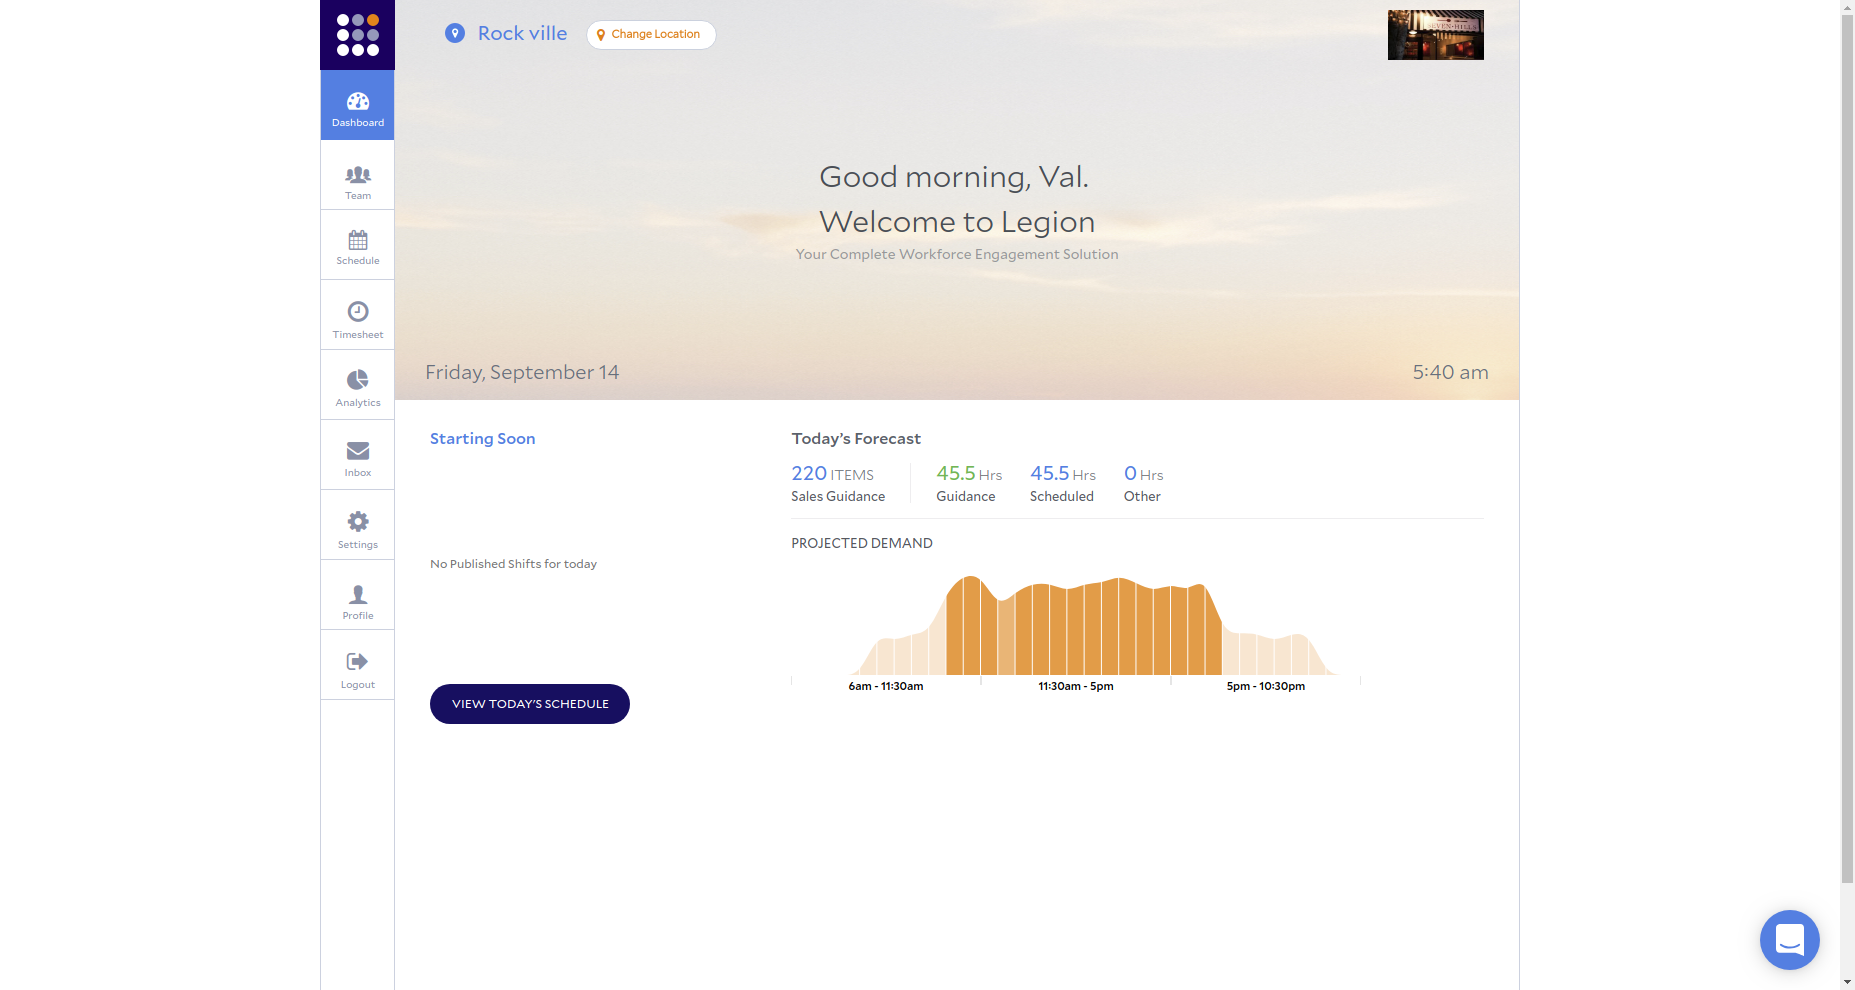 Rock ville
Change Location
SEVEN HILLS
Dashboard
Team
Schedule
Timesheet
Analytics
Inbox
Settings
Profile
Logout
Good morning, Val.
Welcome to Legion
Your Complete Workforce Engagement Solution
Friday, September 14
5:40 am
Starting Soon
No Published Shifts for today
VIEW TODAY'S SCHEDULE
Today's Forecast
220 ITEMS
Sales Guidance
45.5 Hrs
Guidance
45.5 Hrs
Scheduled
0 Hrs
Other
PROJECTED DEMAND
6am - 11:30am
11:30am - 5pm
5pm - 10:30pm